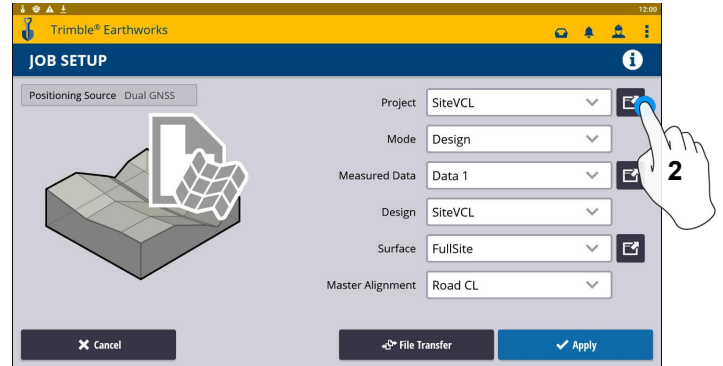 12:00
Trimble® Earthworks
JOB SETUP
Positioning Source Dual GNSS
Project SiteVCL
Mode Design
Measured Data Data 1
Design SiteVCL
Surface FullSite
Master Alignment Road CL
2
Cancel File Transfer Apply